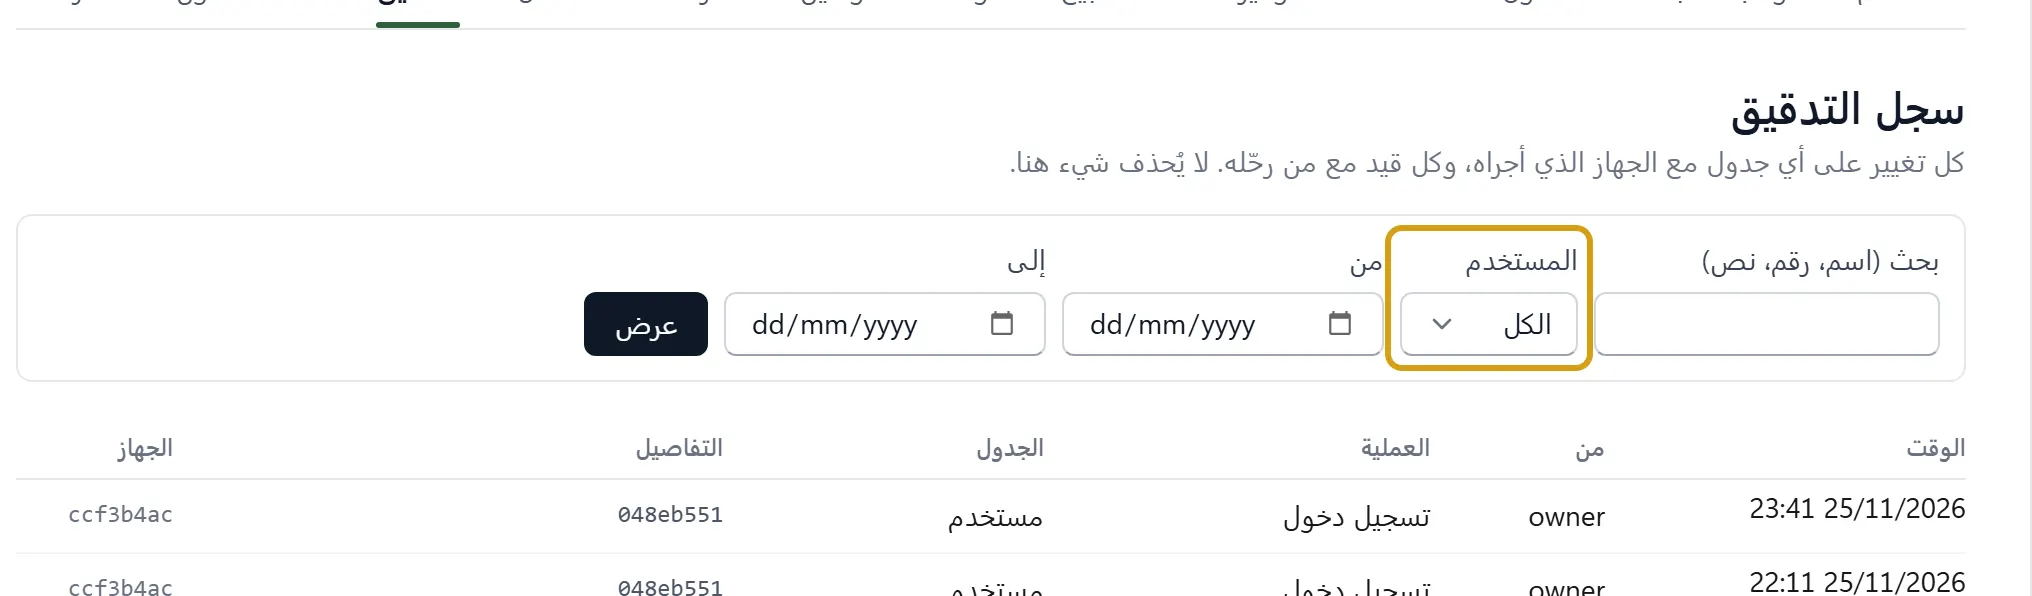 سجل التدقيق
كل تغيير على أي جدول مع الجهاز الذي أجراه، وكل قيد مع من رحّله. لا يُحذف شيء هنا.
بحث (اسم، رقم، نص) المستخدم من إلى
الكل dd/mm/yyyy dd/mm/yyyy عرض
الوقت من العملية الجدول التفاصيل الجهاز
23:41 25/11/2026 owner تسجيل دخول مستخدم 048eb551 ccf3b4ac
22:11 25/11/2026 owner تسجيل دخول مستخدم 048eb551 ccf3b4ac